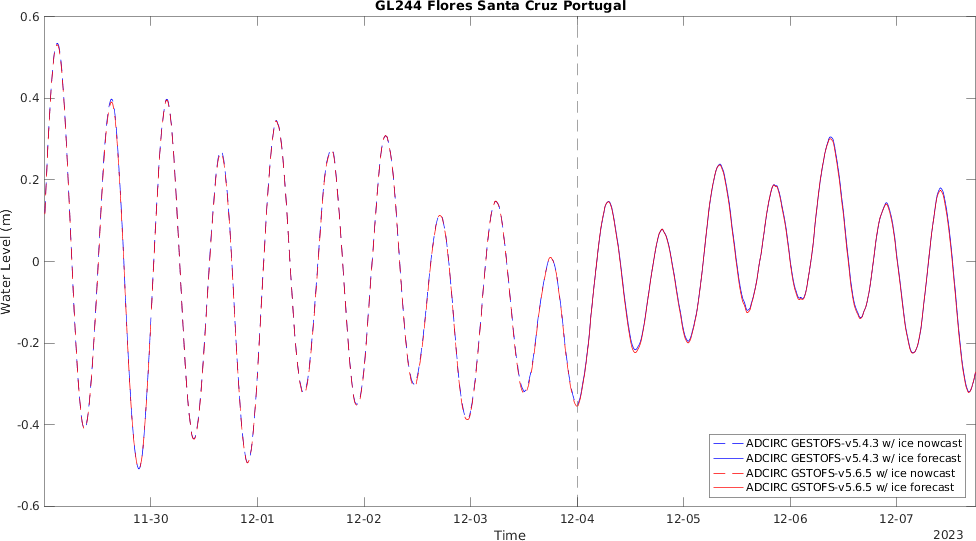 GL244 Flores Santa Cruz Portugal
Water Level (m)
0.6
0.4
0.2
0
-0.2
-0.4
-0.6
ADCIRC GESTOFS-v5.4.3 w/ ice nowcast
ADCIRC GESTOFS-v5.4.3 w/ ice forecast
ADCIRC GSTOFS-v5.6.5 w/ ice nowcast
ADCIRC GSTOFS-v5.6.5 w/ ice forecast
11-30 12-01 12-02 12-03 12-04 12-05 12-06 12-07
Time
2023